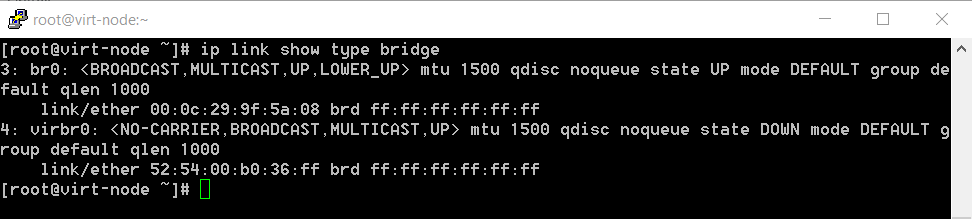 root@virt-node:~
[root@virt-node ~]# ip link show type bridge
3: br0: <BROADCAST,MULTICAST,UP,LOWER_UP> mtu 1500 qdisc noqueue state UP mode DEFAULT group de
fault qlen 1000
    link/ether 00:0c:29:9f:5a:08 brd ff:ff:ff:ff:ff:ff
4: virbr0: <NO-CARRIER,BROADCAST,MULTICAST,UP> mtu 1500 qdisc noqueue state DOWN mode DEFAULT g
roup default qlen 1000
    link/ether 52:54:00:b0:36:ff brd ff:ff:ff:ff:ff:ff
[root@virt-node ~]#